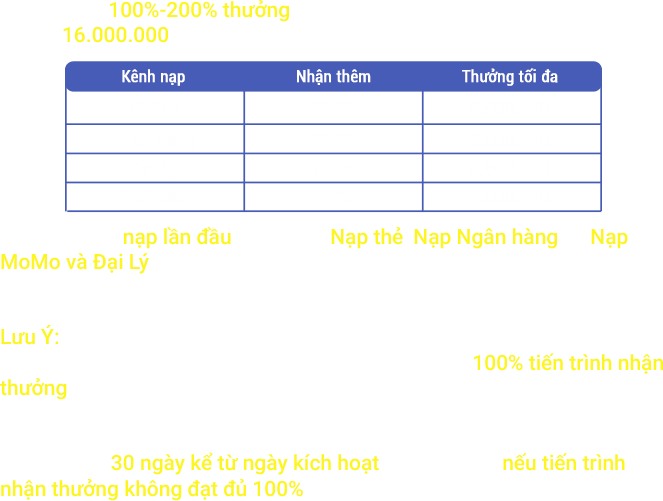 100%-200% thưởng
16.000.000
Kênh nạp Nhận thêm Thưởng tối đa
nạp lần đầu Nạp thẻ Nạp Ngân hàng Nạp
MoMo và Đại Lý
Lưu Ý:
100% tiến trình nhận
thưởng
30 ngày kể từ ngày kích hoạt nếu tiến trình
nhận thưởng không đạt đủ 100%